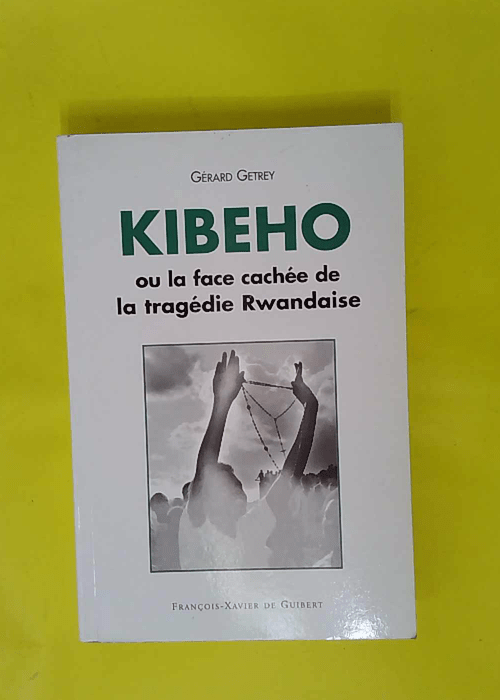 GÉRARD GETREY
KIBEHO
ou la face cachée de
la tragédie Rwandaise
FRANÇOIS-XAVIER DE GUIBERT